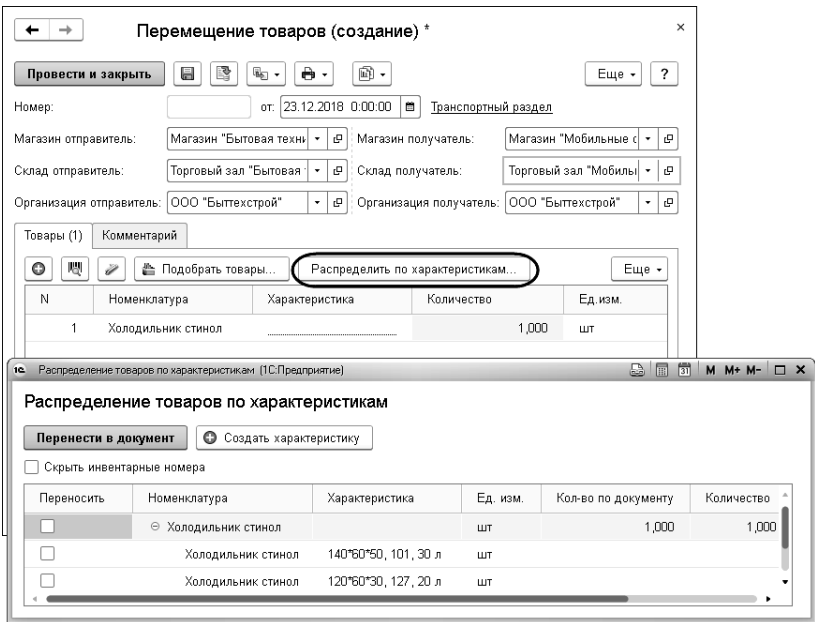 Перемещение товаров (создание) *
Провести и закрыть Еще ?
Номер: от: 23.12.2018 0:00:00 Транспортный раздел
Магазин отправитель: Магазин "Бытовая техни Магазин получатель: Магазин "Мобильные с
Склад отправитель: Торговый зал "Бытовая Склад получатель: Торговый зал "Мобилы
Организация отправитель: ООО "Быттехстрой" Организация получатель: ООО "Быттехстрой"
Товары (1) Комментарий
Подобрать товары... Распределить по характеристикам... Еще
N Номенклатура Характеристика Количество Ед.изм.
1 Холодильник стинол 1,000 шт
1С Распределение товаров по характеристикам (1С:Предприятие) 31 M M+ M-
Распределение товаров по характеристикам
Перенести в документ Создать характеристику
Скрыть инвентарные номера
Переносить Номенклатура Характеристика Ед. изм. Кол-во по документу Количество
Холодильник стинол шт 1,000 1,000
Холодильник стинол 140*60*50, 101, 30 л шт
Холодильник стинол 120*60*30, 127, 20 л шт